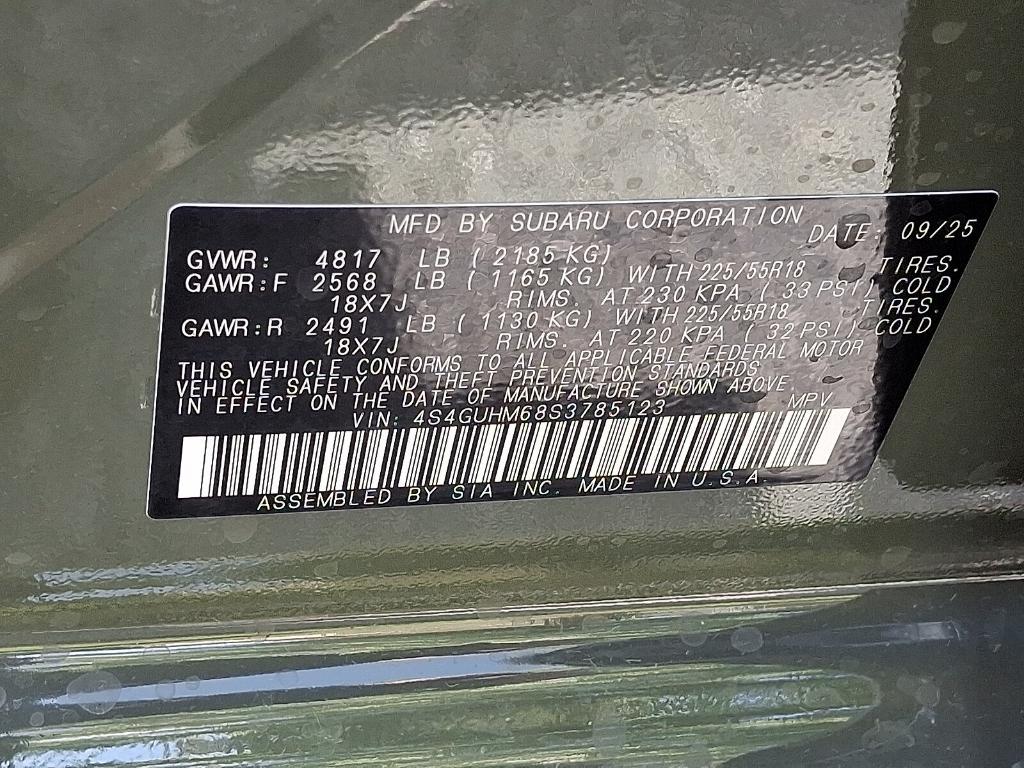 MFD BY SUBARU CORPORATION
DATE: 09/25
GVWR: 4817 LB ( 2185 KG)
GAWR:F 2568 LB ( 1165 KG) WITH 225/55R18 TIRES.
18X7J RIMS. AT 230 KPA ( 33 PSI) COLD
GAWR:R 2491 LB ( 1130 KG) WITH 225/55R18 TIRES.
18X7J RIMS. AT 220 KPA ( 32 PSI) COLD
THIS VEHICLE CONFORMS TO ALL APPLICABLE FEDERAL MOTOR
VEHICLE SAFETY AND THEFT PREVENTION STANDARDS
IN EFFECT ON THE DATE OF MANUFACTURE SHOWN ABOVE.
VIN: 4S4GUHM68S3785123 MPV
ASSEMBLED BY SIA INC. MADE IN U.S.A.